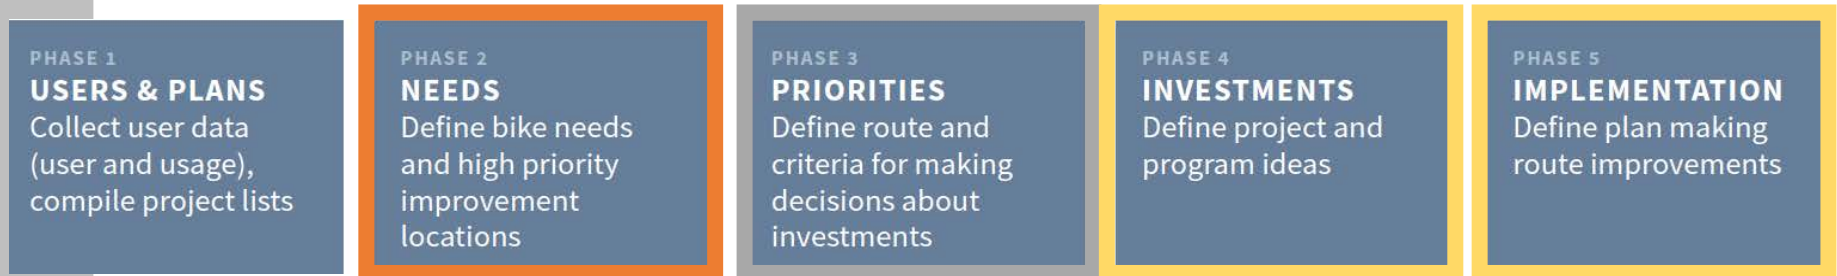 PHASE 1
USERS & PLANS
Collect user data
(user and usage),
compile project lists
PHASE 2
NEEDS
Define bike needs
and high priority
improvement
locations
PHASE 3
PRIORITIES
Define route and
criteria for making
decisions about
investments
PHASE 4
INVESTMENTS
Define project and
program ideas
PHASE 5
IMPLEMENTATION
Define plan making
route improvements